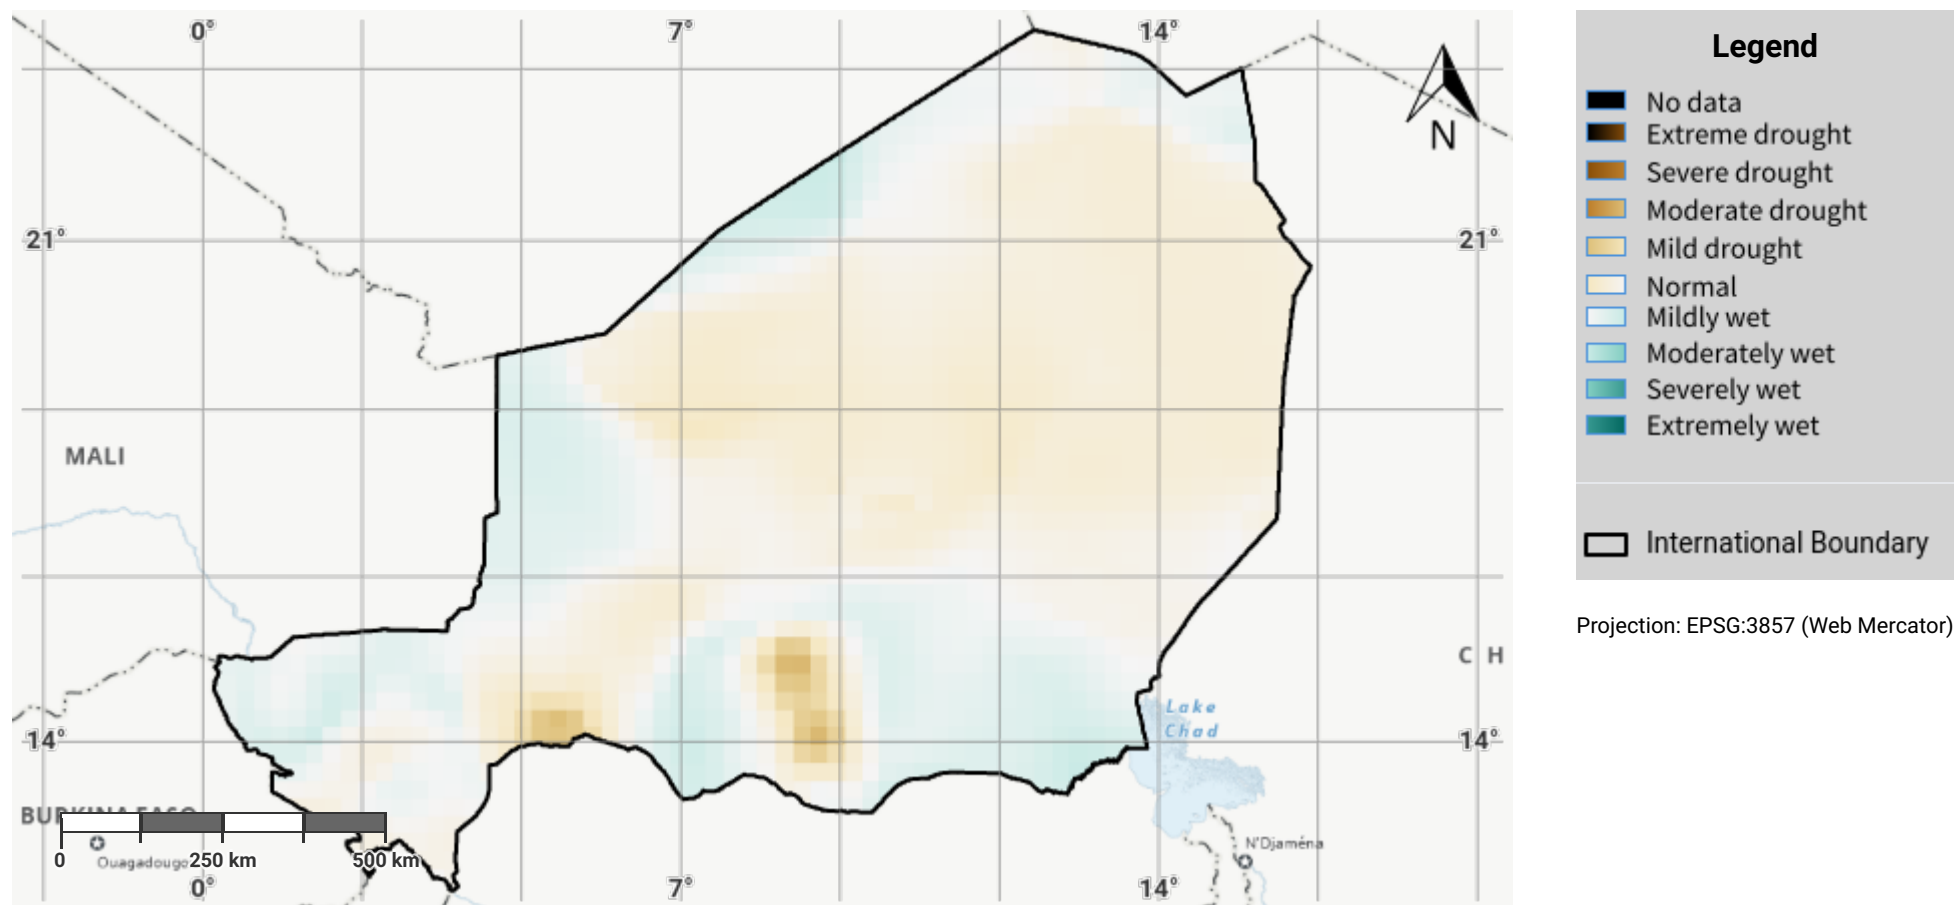 0° 7° 14°
N
21° 21°
MALI
C H
Lake
Chad
14° 14°
BURKINA FASO
N'Djaména
Ouagadougo
0 250 km 500 km
0° 7° 14°
Legend
No data
Extreme drought
Severe drought
Moderate drought
Mild drought
Normal
Mildly wet
Moderately wet
Severely wet
Extremely wet
International Boundary
Projection: EPSG:3857 (Web Mercator)